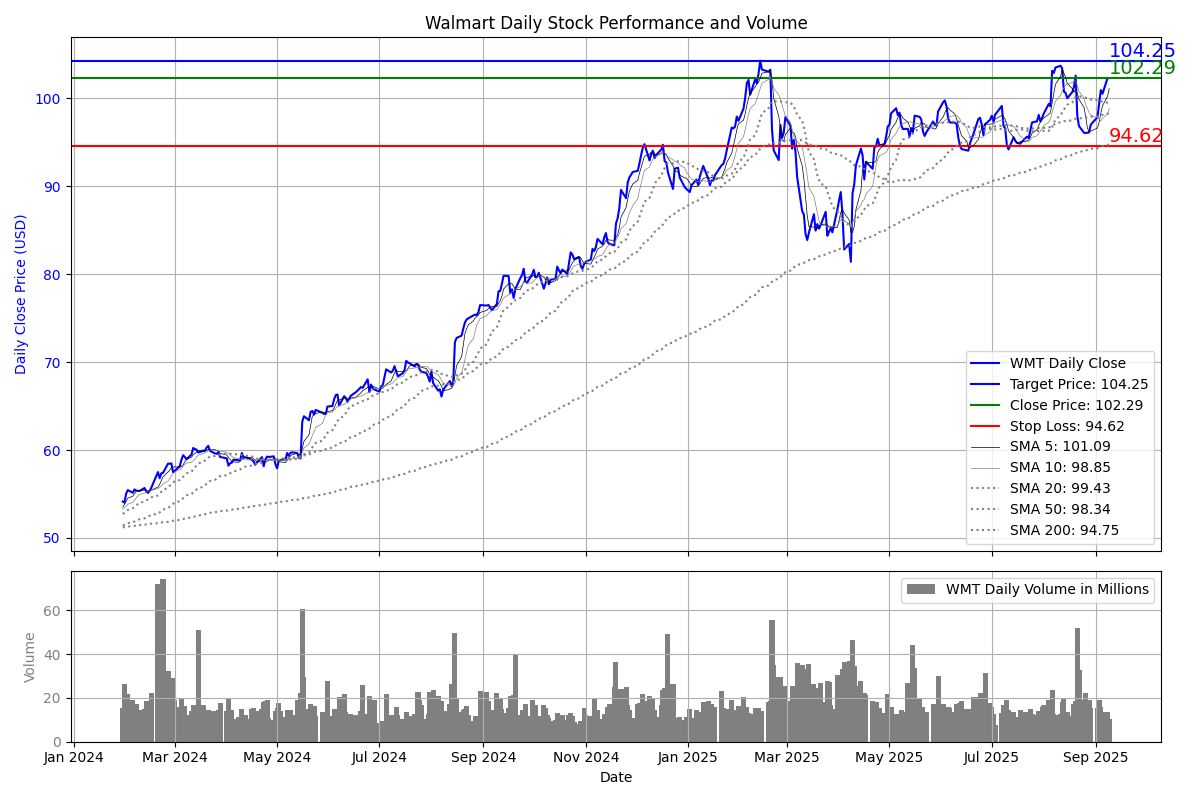 Walmart Daily Stock Performance and Volume
104.25
102.29
94.62
Daily Close Price (USD)
100
90
80
70
60
50
WMT Daily Close
Target Price: 104.25
Close Price: 102.29
Stop Loss: 94.62
SMA 5: 101.09
SMA 10: 98.85
SMA 20: 99.43
SMA 50: 98.34
SMA 200: 94.75
WMT Daily Volume in Millions
Volume
60
40
20
0
Jan 2024 Mar 2024 May 2024 Jul 2024 Sep 2024 Nov 2024 Jan 2025 Mar 2025 May 2025 Jul 2025 Sep 2025
Date